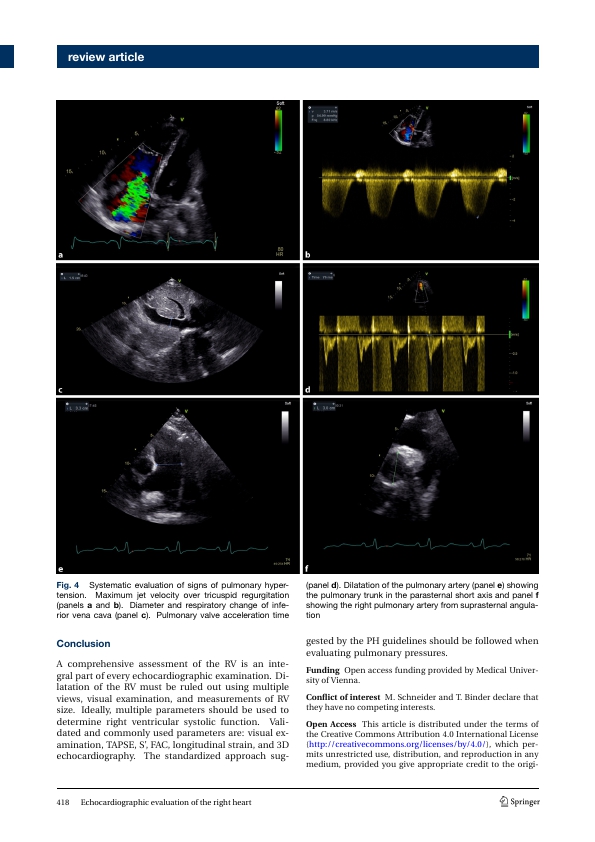 review article
a
b
c
d
e
f
Fig. 4 Systematic evaluation of signs of pulmonary hyper-
tension. Maximum jet velocity over tricuspid regurgitation
(panels a and b). Diameter and respiratory change of infe-
rior vena cava (panel c). Pulmonary valve acceleration time
(panel d). Dilatation of the pulmonary artery (panel e) showing
the pulmonary trunk in the parasternal short axis and panel f
showing the right pulmonary artery from suprasternal angula-
tion
Conclusion
A comprehensive assessment of the RV is an inte-
gral part of every echocardiographic examination. Di-
latation of the RV must be ruled out using multiple
views, visual examination, and measurements of RV
size. Ideally, multiple parameters should be used to
determine right ventricular systolic function. Vali-
dated and commonly used parameters are: visual ex-
amination, TAPSE, S′, FAC, longitudinal strain, and 3D
echocardiography. The standardized approach sug-
gested by the PH guidelines should be followed when
evaluating pulmonary pressures.
Funding Open access funding provided by Medical Univer-
sity of Vienna.
Conflict of interest M. Schneider and T. Binder declare that
they have no competing interests.
Open Access This article is distributed under the terms of
the Creative Commons Attribution 4.0 International License
(http://creativecommons.org/licenses/by/4.0/), which per-
mits unrestricted use, distribution, and reproduction in any
medium, provided you give appropriate credit to the origi-
418 Echocardiographic evaluation of the right heart
Springer